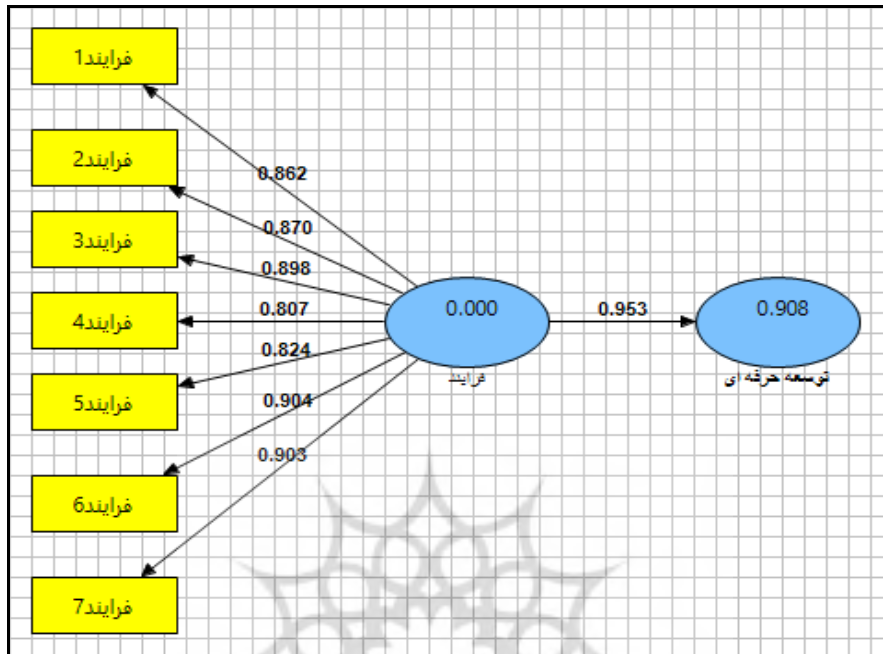 فرایند1
0.862
فرایند2
0.870
فرایند3
0.898
فرایند4
0.807
0.000
0.953
0.908
فرایند
توسعه حرفه ای
0.824
فرایند5
0.904
فرایند6
0.903
فرایند7